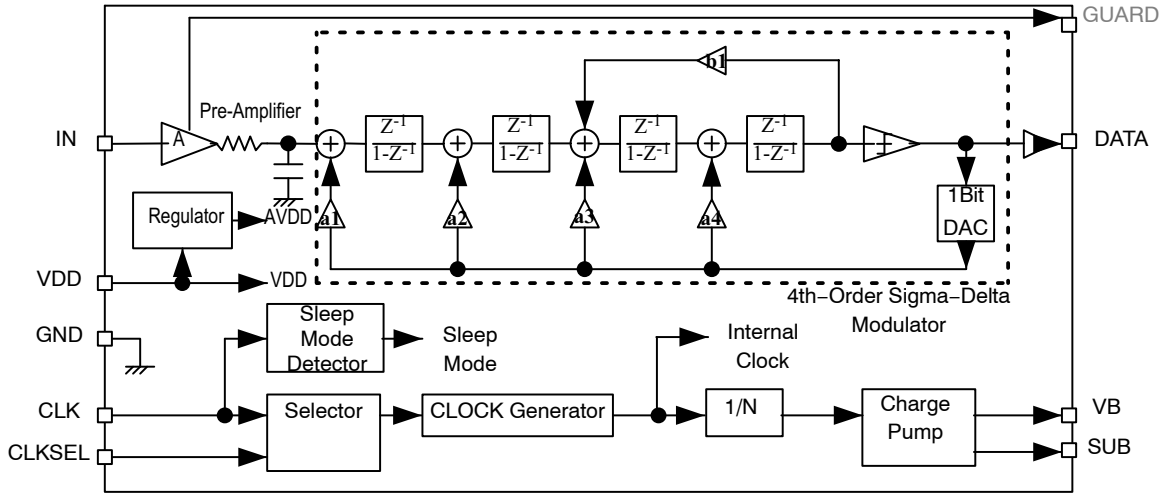 GUARD
b1
Pre-Amplifier
IN
A
Z-1
1-Z-1
Z-1
1-Z-1
Z-1
1-Z-1
Z-1
1-Z-1
DATA
Regulator
AVDD
a1
a2
a3
a4
1Bit
DAC
VDD
VDD
4th−Order Sigma−Delta
Modulator
GND
Sleep
Mode
Detector
Sleep
Mode
Internal
Clock
CLK
Selector
CLOCK Generator
1/N
Charge
Pump
VB
CLKSEL
SUB